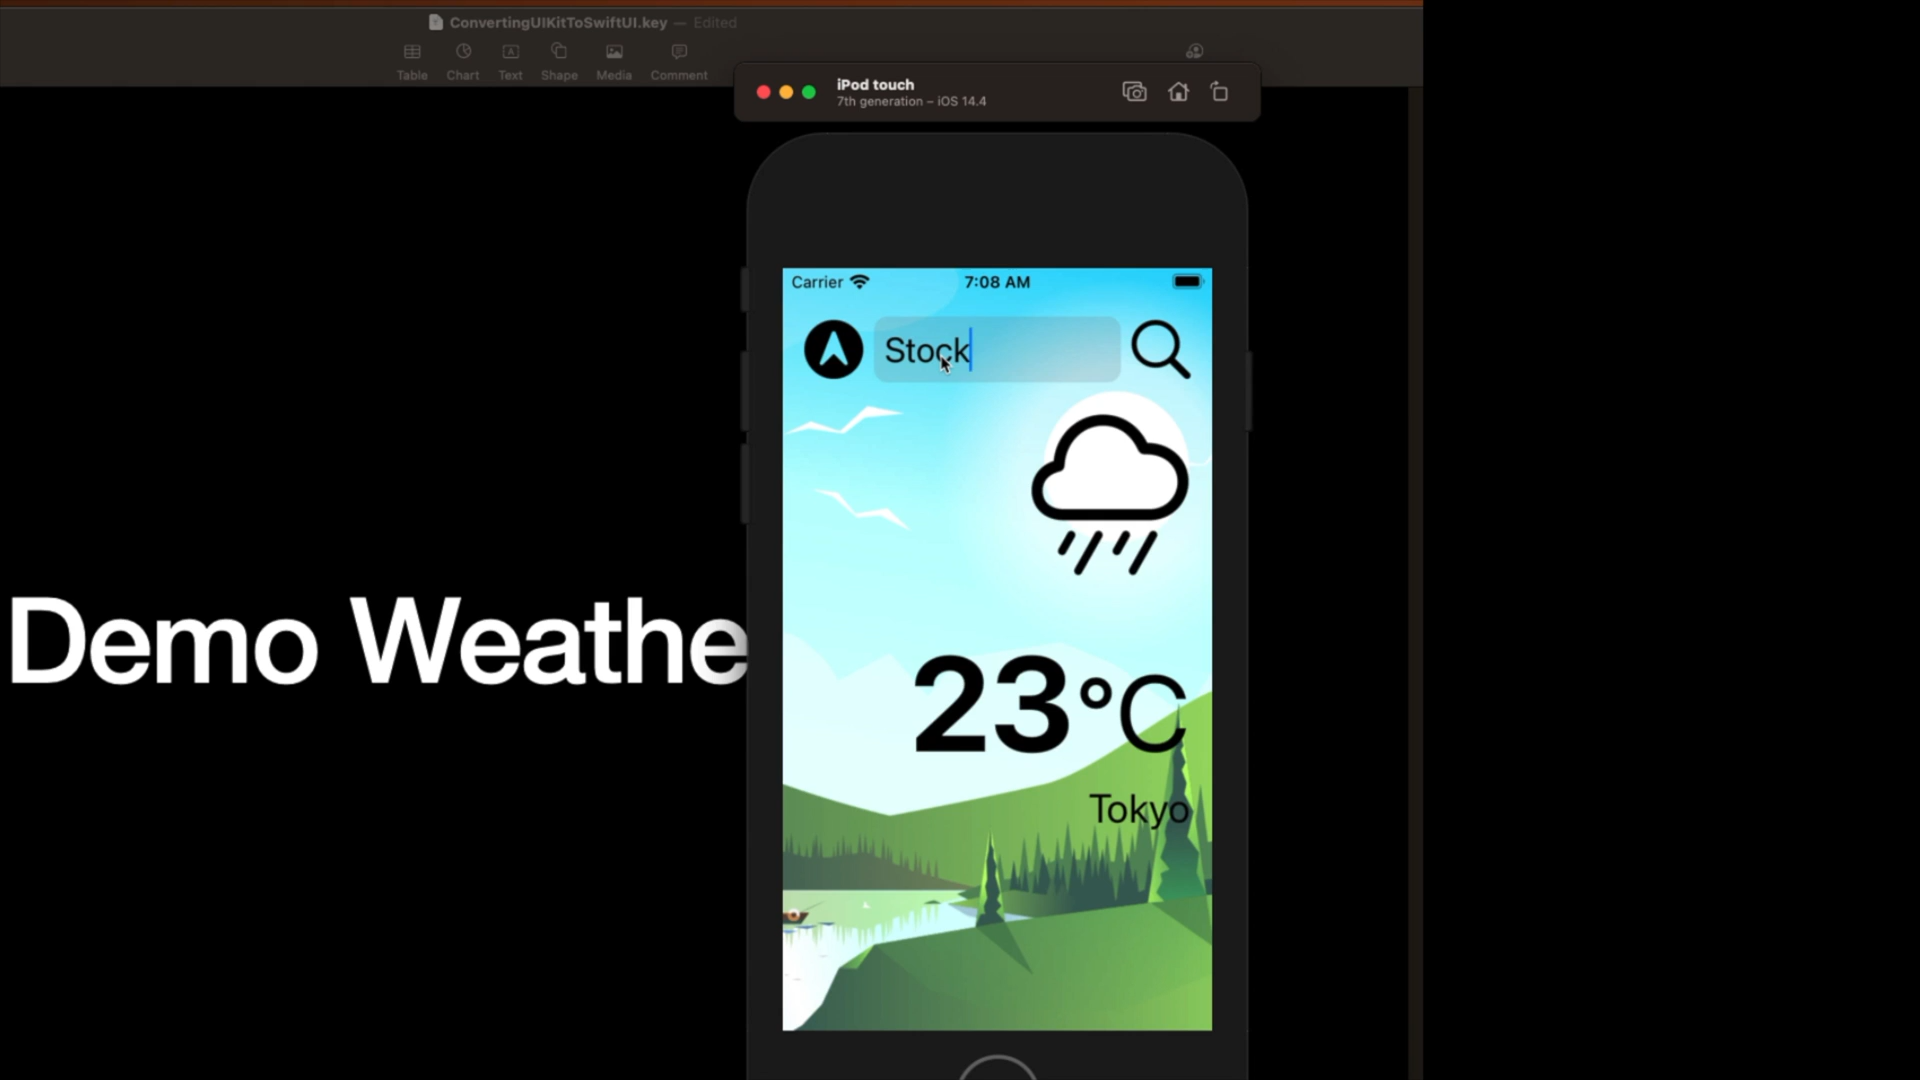 ConvertingUIKitToSwiftUI.key — Edited
Table Chart Text Shape Media Comment
iPod touch
7th generation – iOS 14.4
Carrier 7:08 AM
Stock
Demo Weathe
23°C
Tokyo